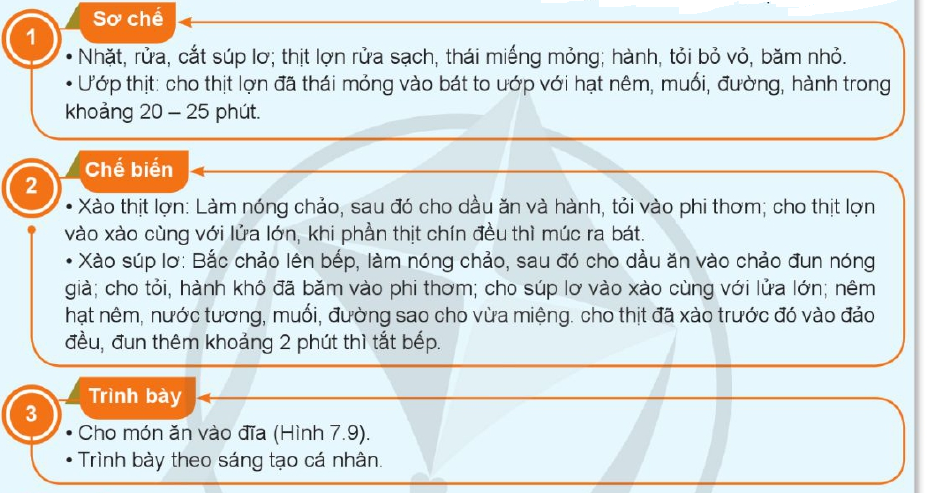 1
Sơ chế
• Nhặt, rửa, cắt súp lơ; thịt lợn rửa sạch, thái miếng mỏng; hành, tỏi bỏ vỏ, băm nhỏ.
• Ướp thịt: cho thịt lợn đã thái mỏng vào bát to ướp với hạt nêm, muối, đường, hành trong
khoảng 20 – 25 phút.
2
Chế biến
• Xào thịt lợn: Làm nóng chảo, sau đó cho dầu ăn và hành, tỏi vào phi thơm; cho thịt lợn
vào xào cùng với lửa lớn, khi phần thịt chín đều thì múc ra bát.
• Xào súp lơ: Bắc chảo lên bếp, làm nóng chảo, sau đó cho dầu ăn vào chảo đun nóng
già; cho tỏi, hành khô đã băm vào phi thơm; cho súp lơ vào xào cùng với lửa lớn; nêm
hạt nêm, nước tương, muối, đường sao cho vừa miệng. cho thịt đã xào trước đó vào đảo
đều, đun thêm khoảng 2 phút thì tắt bếp.
3
Trình bày
• Cho món ăn vào đĩa (Hình 7.9).
• Trình bày theo sáng tạo cá nhân.